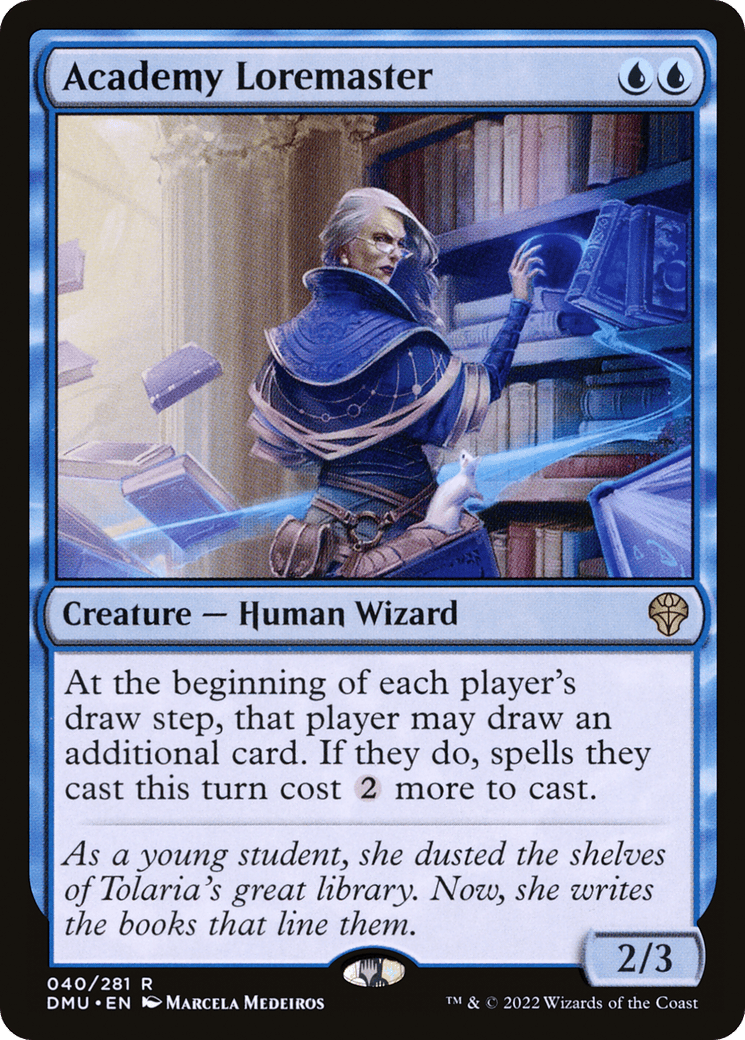 Academy Loremaster
Creature — Human Wizard
At the beginning of each player's
draw step, that player may draw an
additional card. If they do, spells they
cast this turn cost 2 more to cast.
As a young student, she dusted the shelves
of Tolaria's great library. Now, she writes
the books that line them.
2/3
040/281 R
DMU • EN Marcela Medeiros
™ & © 2022 Wizards of the Coast